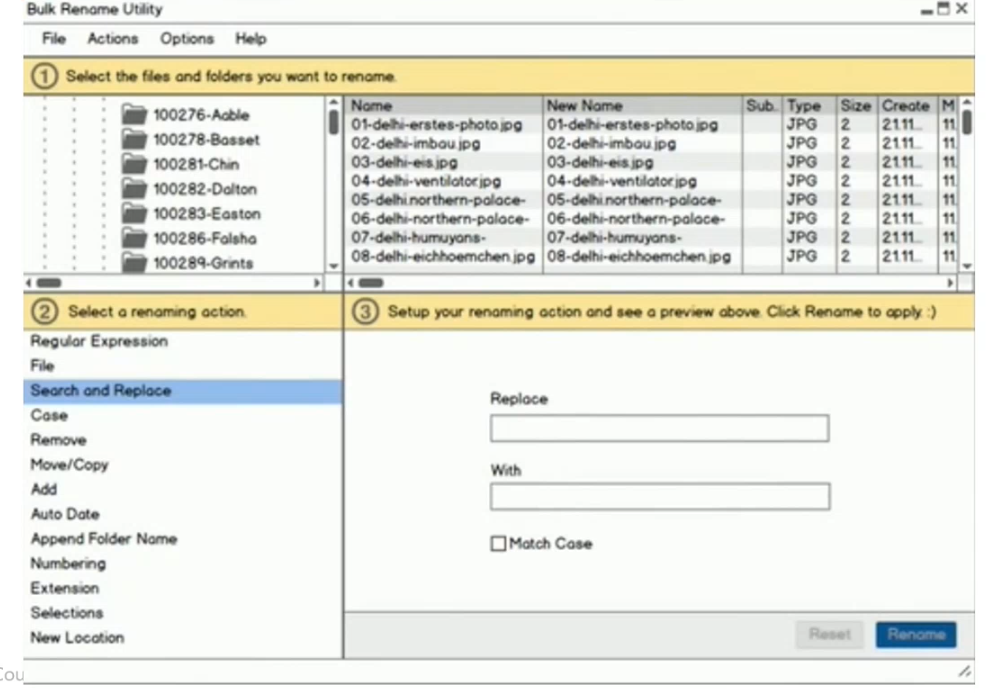 Bulk Rename Utility
File Actions Options Help
1 Select the files and folders you want to rename.
100276-Aable
100278-Basset
100281-Chin
100282-Dalton
100283-Easton
100286-Falsha
100289-Grints
Name New Name Sub.. Type Size Create M
01-delhi-erstes-photo.jpg 01-delhi-erstes-photo.jpg JPG 2 21.11... 11.
02-delhi-imbau.jpg 02-delhi-imbau.jpg JPG 2 21.11... 11.
03-delhi-eis.jpg 03-delhi-eis.jpg JPG 2 21.11... 11.
04-delhi-ventilator.jpg 04-delhi-ventilator.jpg JPG 2 21.11... 11.
05-delhi.northern-palace- 05-delhi.northern-palace- JPG 2 21.11... 11.
06-delhi-northern-palace- 06-delhi-northern-palace- JPG 2 21.11... 11.
07-delhi-humuyans- 07-delhi-humuyans- JPG 2 21.11... 11.
08-delhi-eichhoernchen.jpg 08-delhi-eichhoernchen.jpg JPG 2 21.11... 11.
2 Select a renaming action.
Regular Expression
File
Search and Replace
Case
Remove
Move/Copy
Add
Auto Date
Append Folder Name
Numbering
Extension
Selections
New Location
3 Setup your renaming action and see a preview above. Click Rename to apply. :)
Replace
With
Match Case
Reset Rename